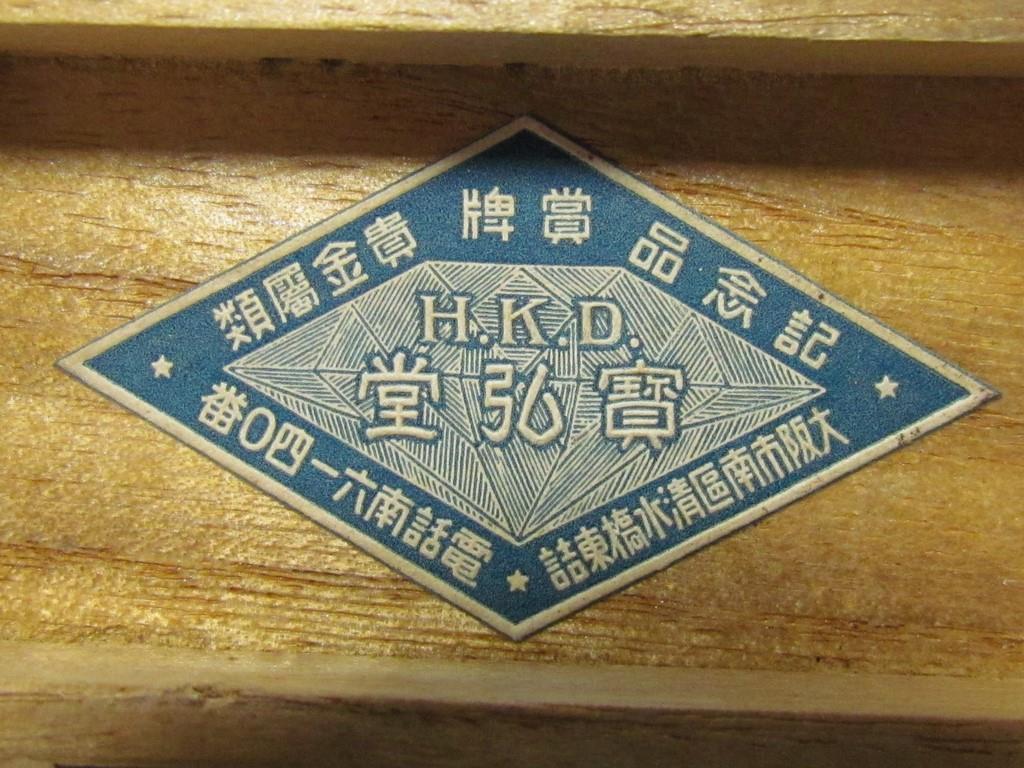 記念品 賞牌 貴金屬類
H.K.D.
寶弘堂
大阪市南區清水橋東詰
電話南六一四〇番